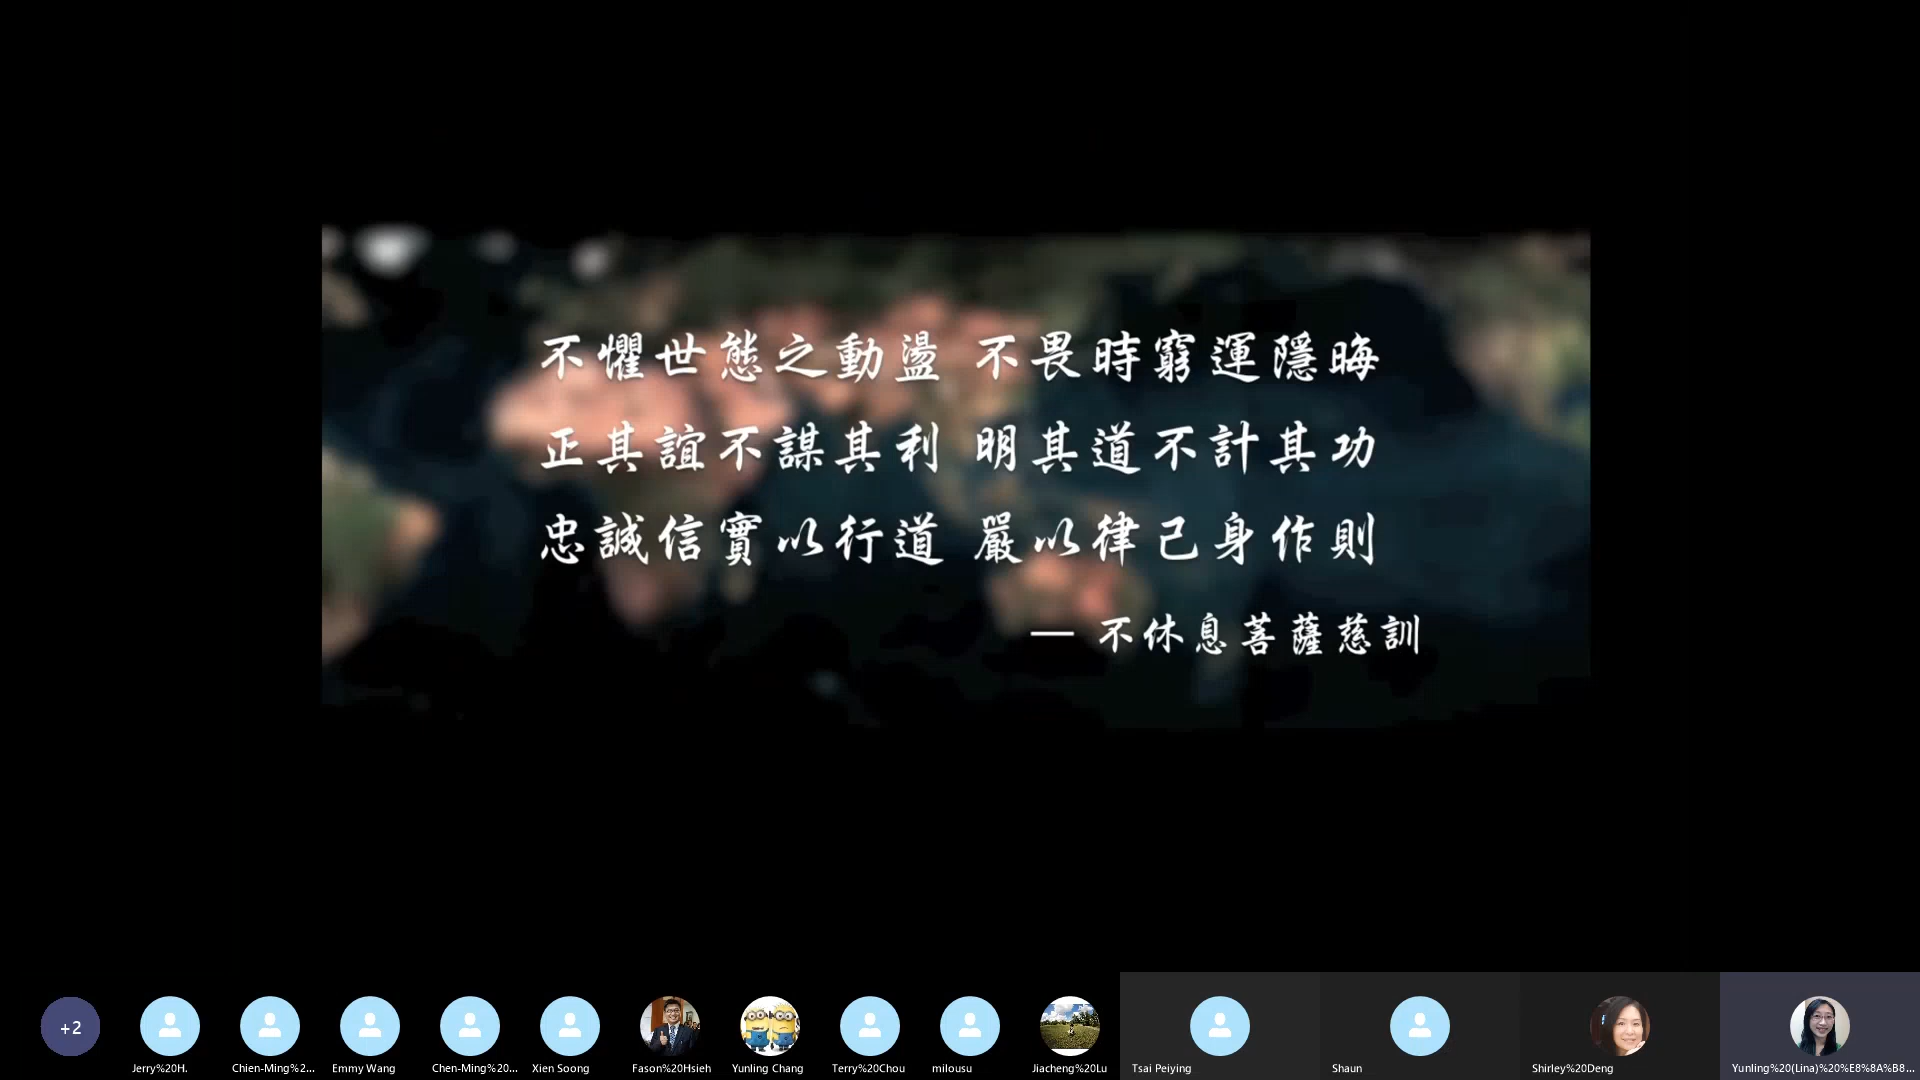 不懼世態之動盪 不畏時窮運隱晦
正其誼不謀其利 明其道不計其功
忠誠信實以行道 嚴以律己身作則
— 不休息菩薩慈訓
+2
Jerry%20H.
Chien-Ming%2...
Emmy Wang
Chen-Ming%20...
Xien Soong
Fason%20Hsieh
Yunling Chang
Terry%20Chou
milousu
Jiacheng%20Lu
Tsai Peiying
Shaun
Shirley%20Deng
Yunling%20(Lina)%20%E8%8A%B8...